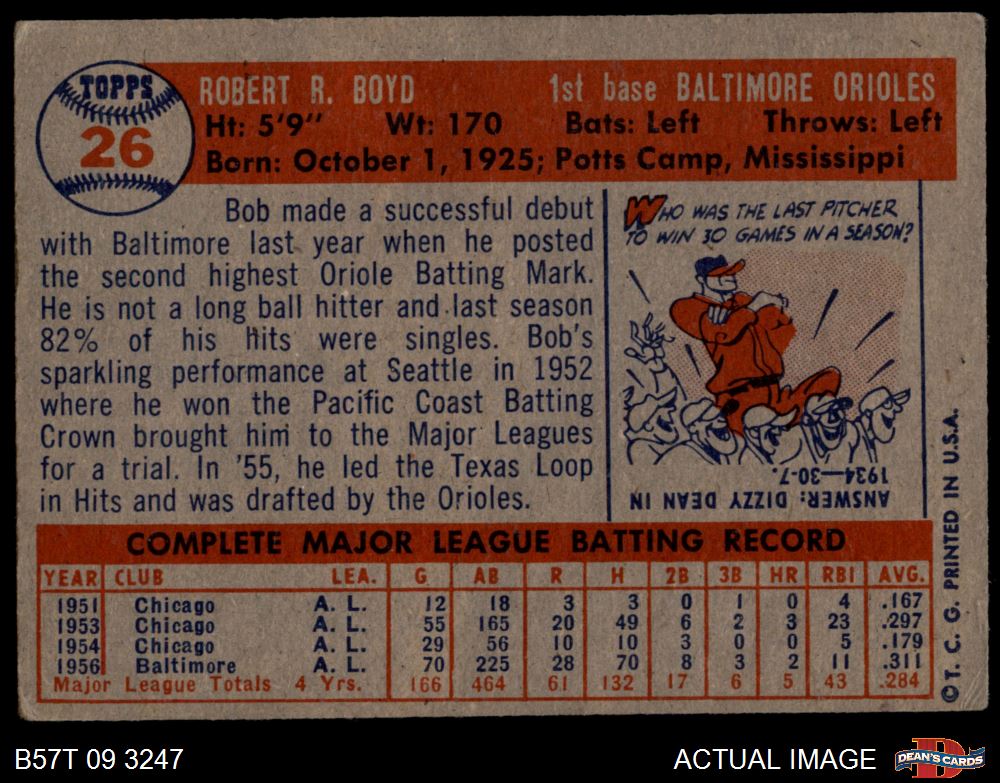 TOPPS
26
ROBERT R. BOYD 1st base BALTIMORE ORIOLES
Ht: 5'9" Wt: 170 Bats: Left Throws: Left
Born: October 1, 1925; Potts Camp, Mississippi
Bob made a successful debut
with Baltimore last year when he posted
the second highest Oriole Batting Mark.
He is not a long ball hitter and last season
82% of his hits were singles. Bob's
sparkling performance at Seattle in 1952
where he won the Pacific Coast Batting
Crown brought him to the Major Leagues
for a trial. In '55, he led the Texas Loop
in Hits and was drafted by the Orioles.
WHO WAS THE LAST PITCHER
TO WIN 30 GAMES IN A SEASON?
ANSWER: DIZZY DEAN IN
1934—30-7.
COMPLETE MAJOR LEAGUE BATTING RECORD
YEAR CLUB LEA. G AB R H 2B 3B HR RBI AVG.
1951 Chicago A. L. 12 18 3 3 0 1 0 4 .167
1953 Chicago A. L. 55 165 20 49 6 2 3 23 .297
1954 Chicago A. L. 29 56 10 10 3 0 0 5 .179
1956 Baltimore A. L. 70 225 28 70 8 3 2 11 .311
Major League Totals 4 Yrs. 166 464 61 132 17 6 5 43 .284
©T. C. G. PRINTED IN U.S.A.
B57T 09 3247 ACTUAL IMAGE
D
DEAN'S CARDS